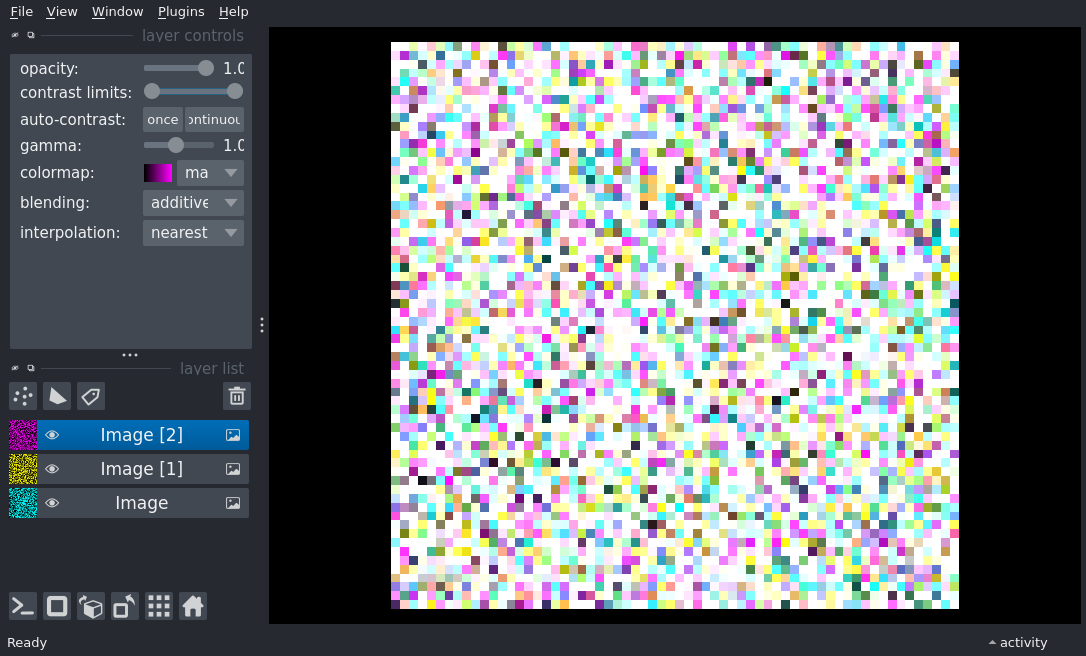 File View Window Plugins Help
layer controls
opacity: 1.0
contrast limits:
auto-contrast: once ontinuou
gamma: 1.0
colormap: ma
blending: additive
interpolation: nearest
layer list
Image [2]
Image [1]
Image
Ready
activity